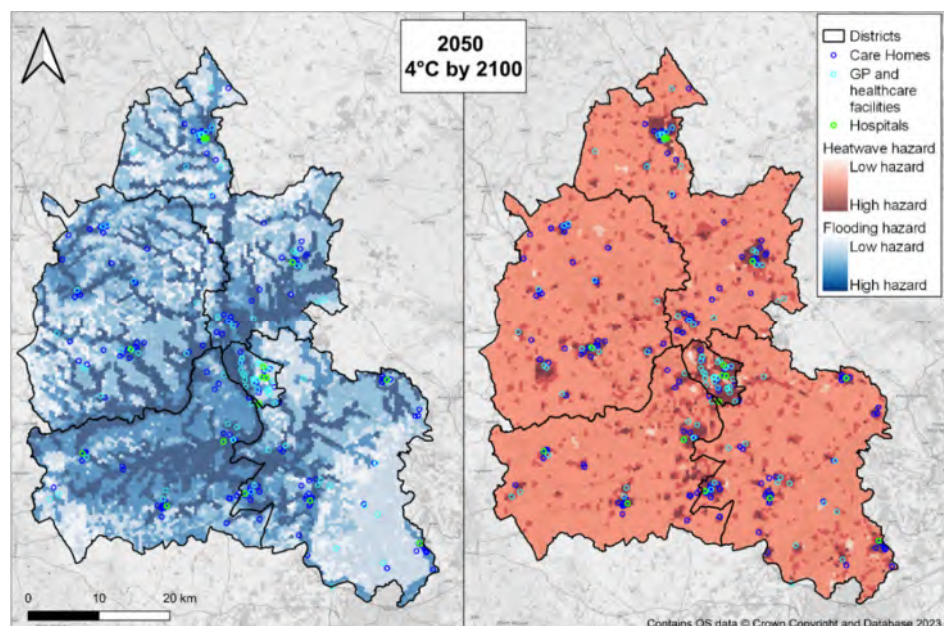 2050
4°C by 2100
Districts
Care Homes
GP and
healthcare
facilities
Hospitals
Heatwave hazard
Low hazard
High hazard
Flooding hazard
Low hazard
High hazard
0 10 20 km
Contains OS data © Crown Copyright and Database 2023